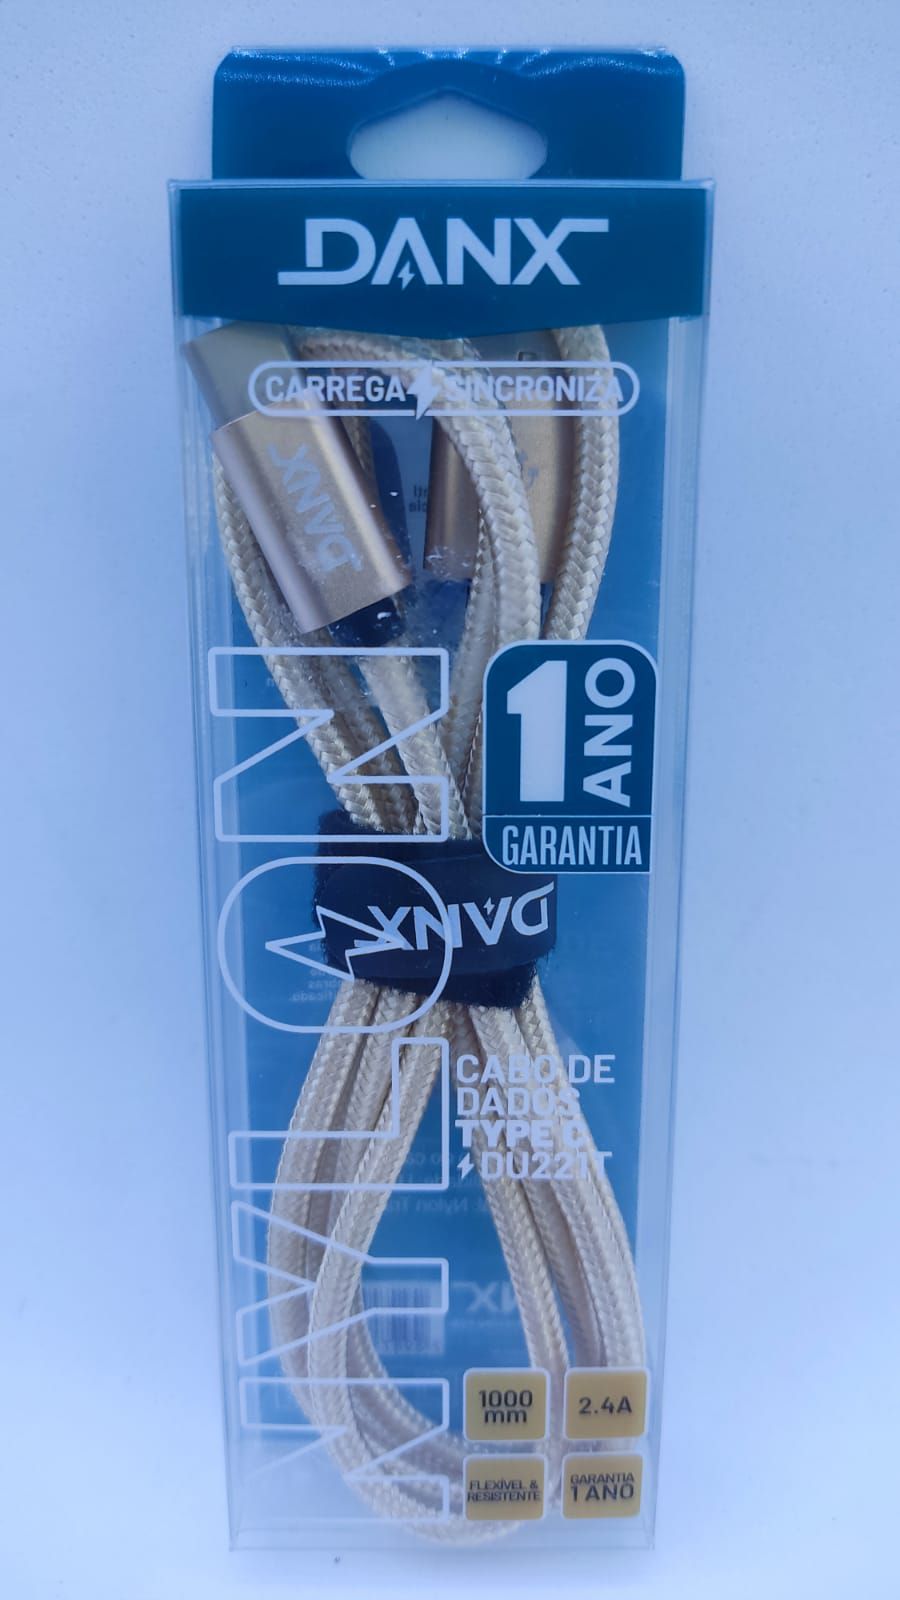 DANX
CARREGA SINCRONIZA
DANX
1 ANO
GARANTIA
DANX
NYLON
CABO DE
DADOS
TYPE C
DU221T
1000
mm
2.4A
FLEXÍVEL &
RESISTENTE
GARANTIA
1 ANO